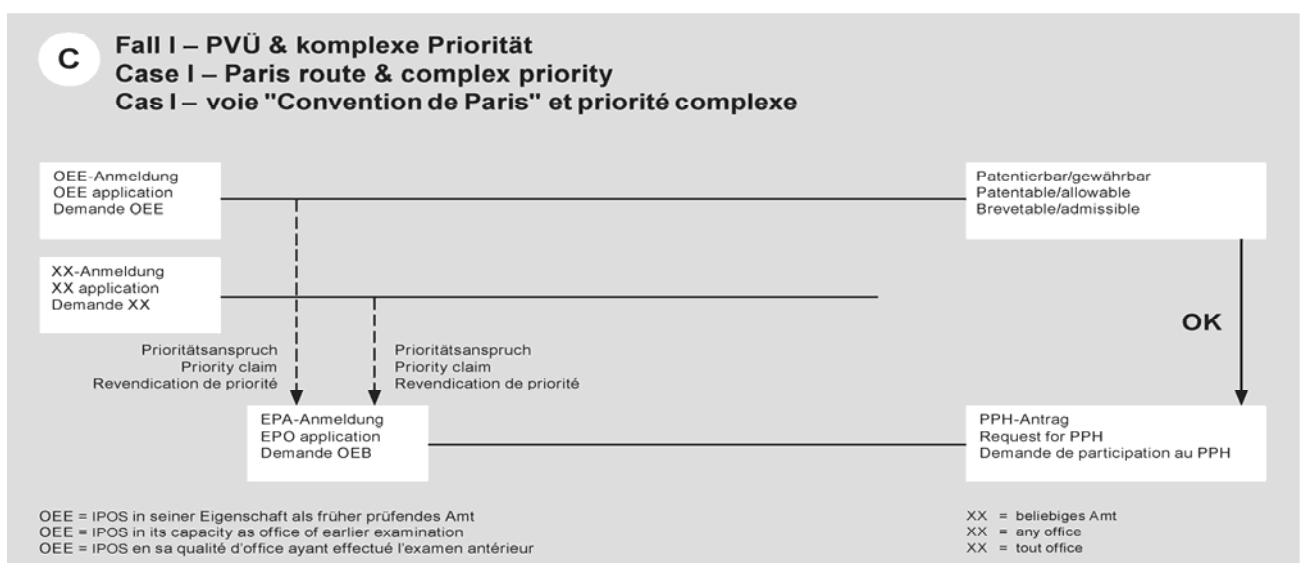 C
Fall I – PVÜ & komplexe Priorität
Case I – Paris route & complex priority
Cas I – voie "Convention de Paris" et priorité complexe
OEE-Anmeldung
OEE application
Demande OEE
Patentierbar/gewährbar
Patentable/allowable
Brevetable/admissible
XX-Anmeldung
XX application
Demande XX
OK
Prioritätsanspruch
Priority claim
Revendication de priorité
Prioritätsanspruch
Priority claim
Revendication de priorité
EPA-Anmeldung
EPO application
Demande OEB
PPH-Antrag
Request for PPH
Demande de participation au PPH
OEE = IPOS in seiner Eigenschaft als früher prüfendes Amt
OEE = IPOS in its capacity as office of earlier examination
OEE = IPOS en sa qualité d'office ayant effectué l'examen antérieur
XX = beliebiges Amt
XX = any office
XX = tout office